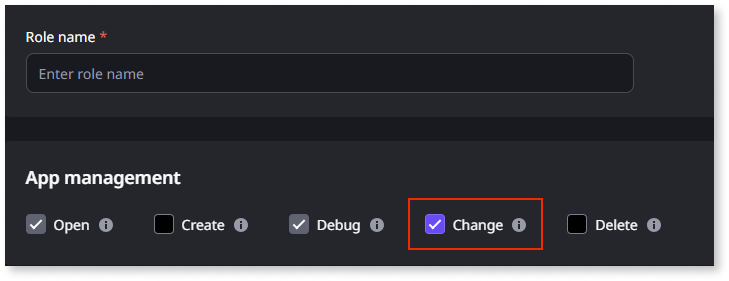 Role name *
Enter role name
App management
Open Create Debug Change Delete